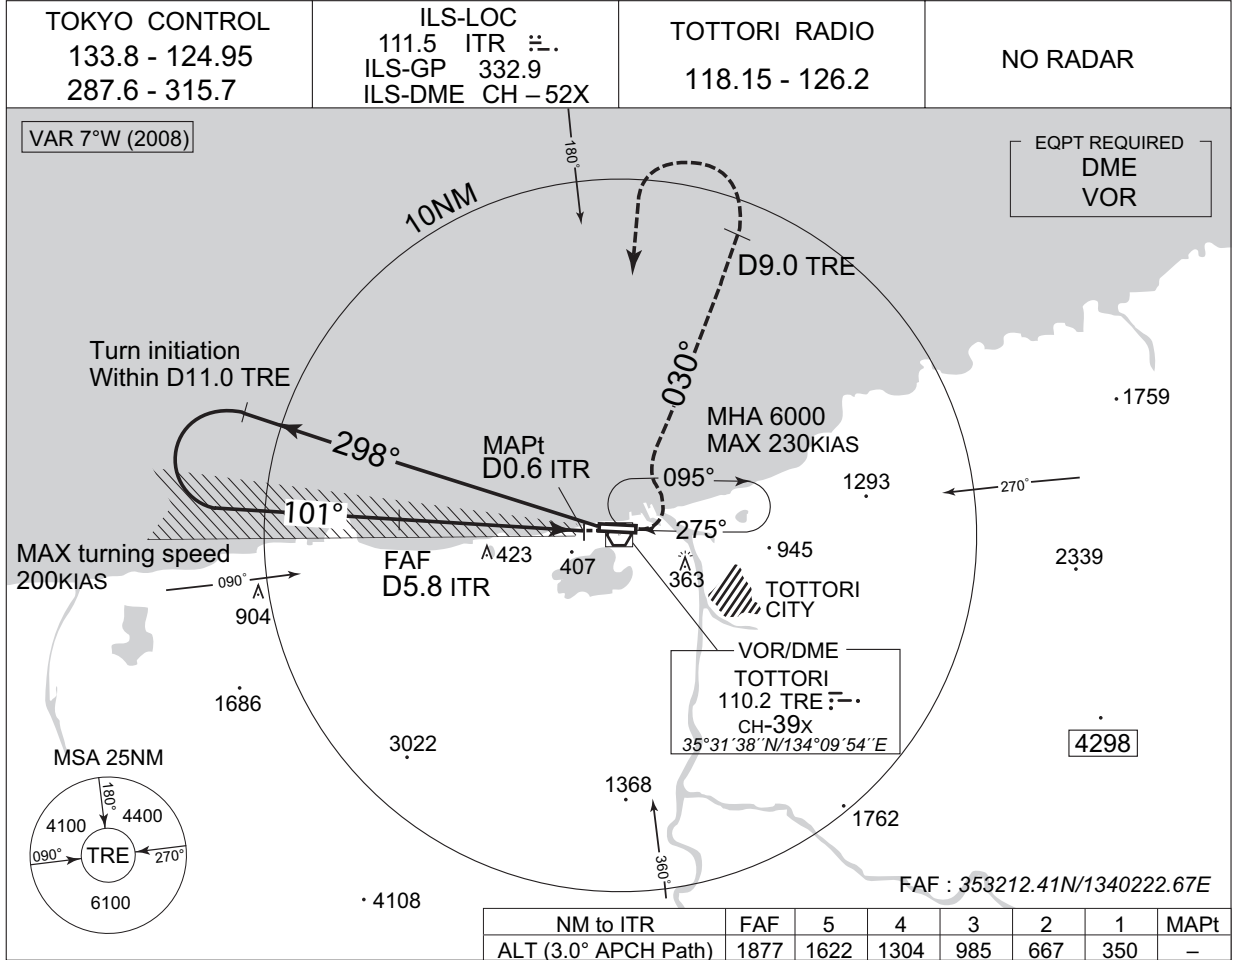 TOKYO CONTROL
133.8 - 124.95
287.6 - 315.7
ILS-LOC
111.5 ITR
ILS-GP 332.9
ILS-DME CH – 52X
TOTTORI RADIO
118.15 - 126.2
NO RADAR
VAR 7°W (2008)
EQPT REQUIRED
DME
VOR
180°
10NM
D9.0 TRE
Turn initiation
Within D11.0 TRE
030°
1759
298°
MAPt
D0.6 ITR
MHA 6000
MAX 230KIAS
095°
1293
270°
101°
275°
MAX turning speed
200KIAS
FAF
D5.8 ITR
423
407
363
945
2339
090°
904
TOTTORI
CITY
VOR/DME
TOTTORI
110.2 TRE
CH-39X
35°31´38´´N/134°09´54´´E
1686
3022
4298
MSA 25NM
180°
4100
4400
090°
TRE
270°
6100
1368
1762
360°
4108
FAF : 353212.41N/1340222.67E
NM to ITR FAF 5 4 3 2 1 MAPt
ALT (3.0° APCH Path) 1877 1622 1304 985 667 350 –